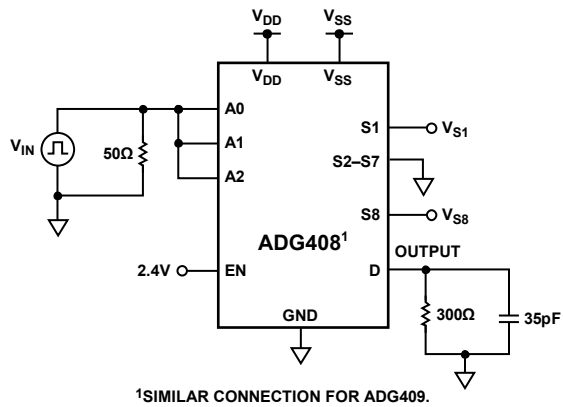 VDD
VSS
VDD
VSS
A0
A1
A2
VIN
50Ω
S1
VS1
S2–S7
S8
VS8
ADG408¹
OUTPUT
2.4V
EN
D
GND
300Ω
35pF
¹SIMILAR CONNECTION FOR ADG409.